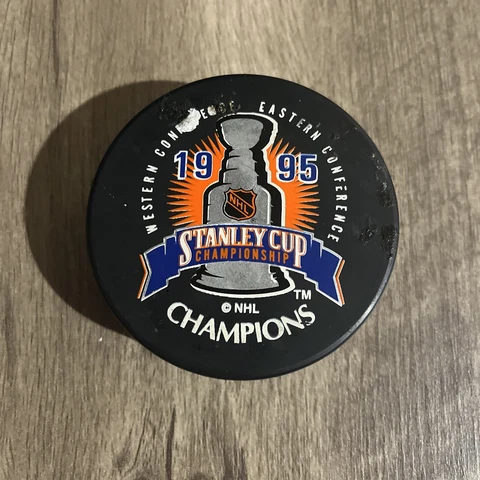 WESTERN CONFERENCE EASTERN CONFERENCE
1995
NHL
STANLEY CUP
CHAMPIONSHIP
TM
© NHL
CHAMPIONS